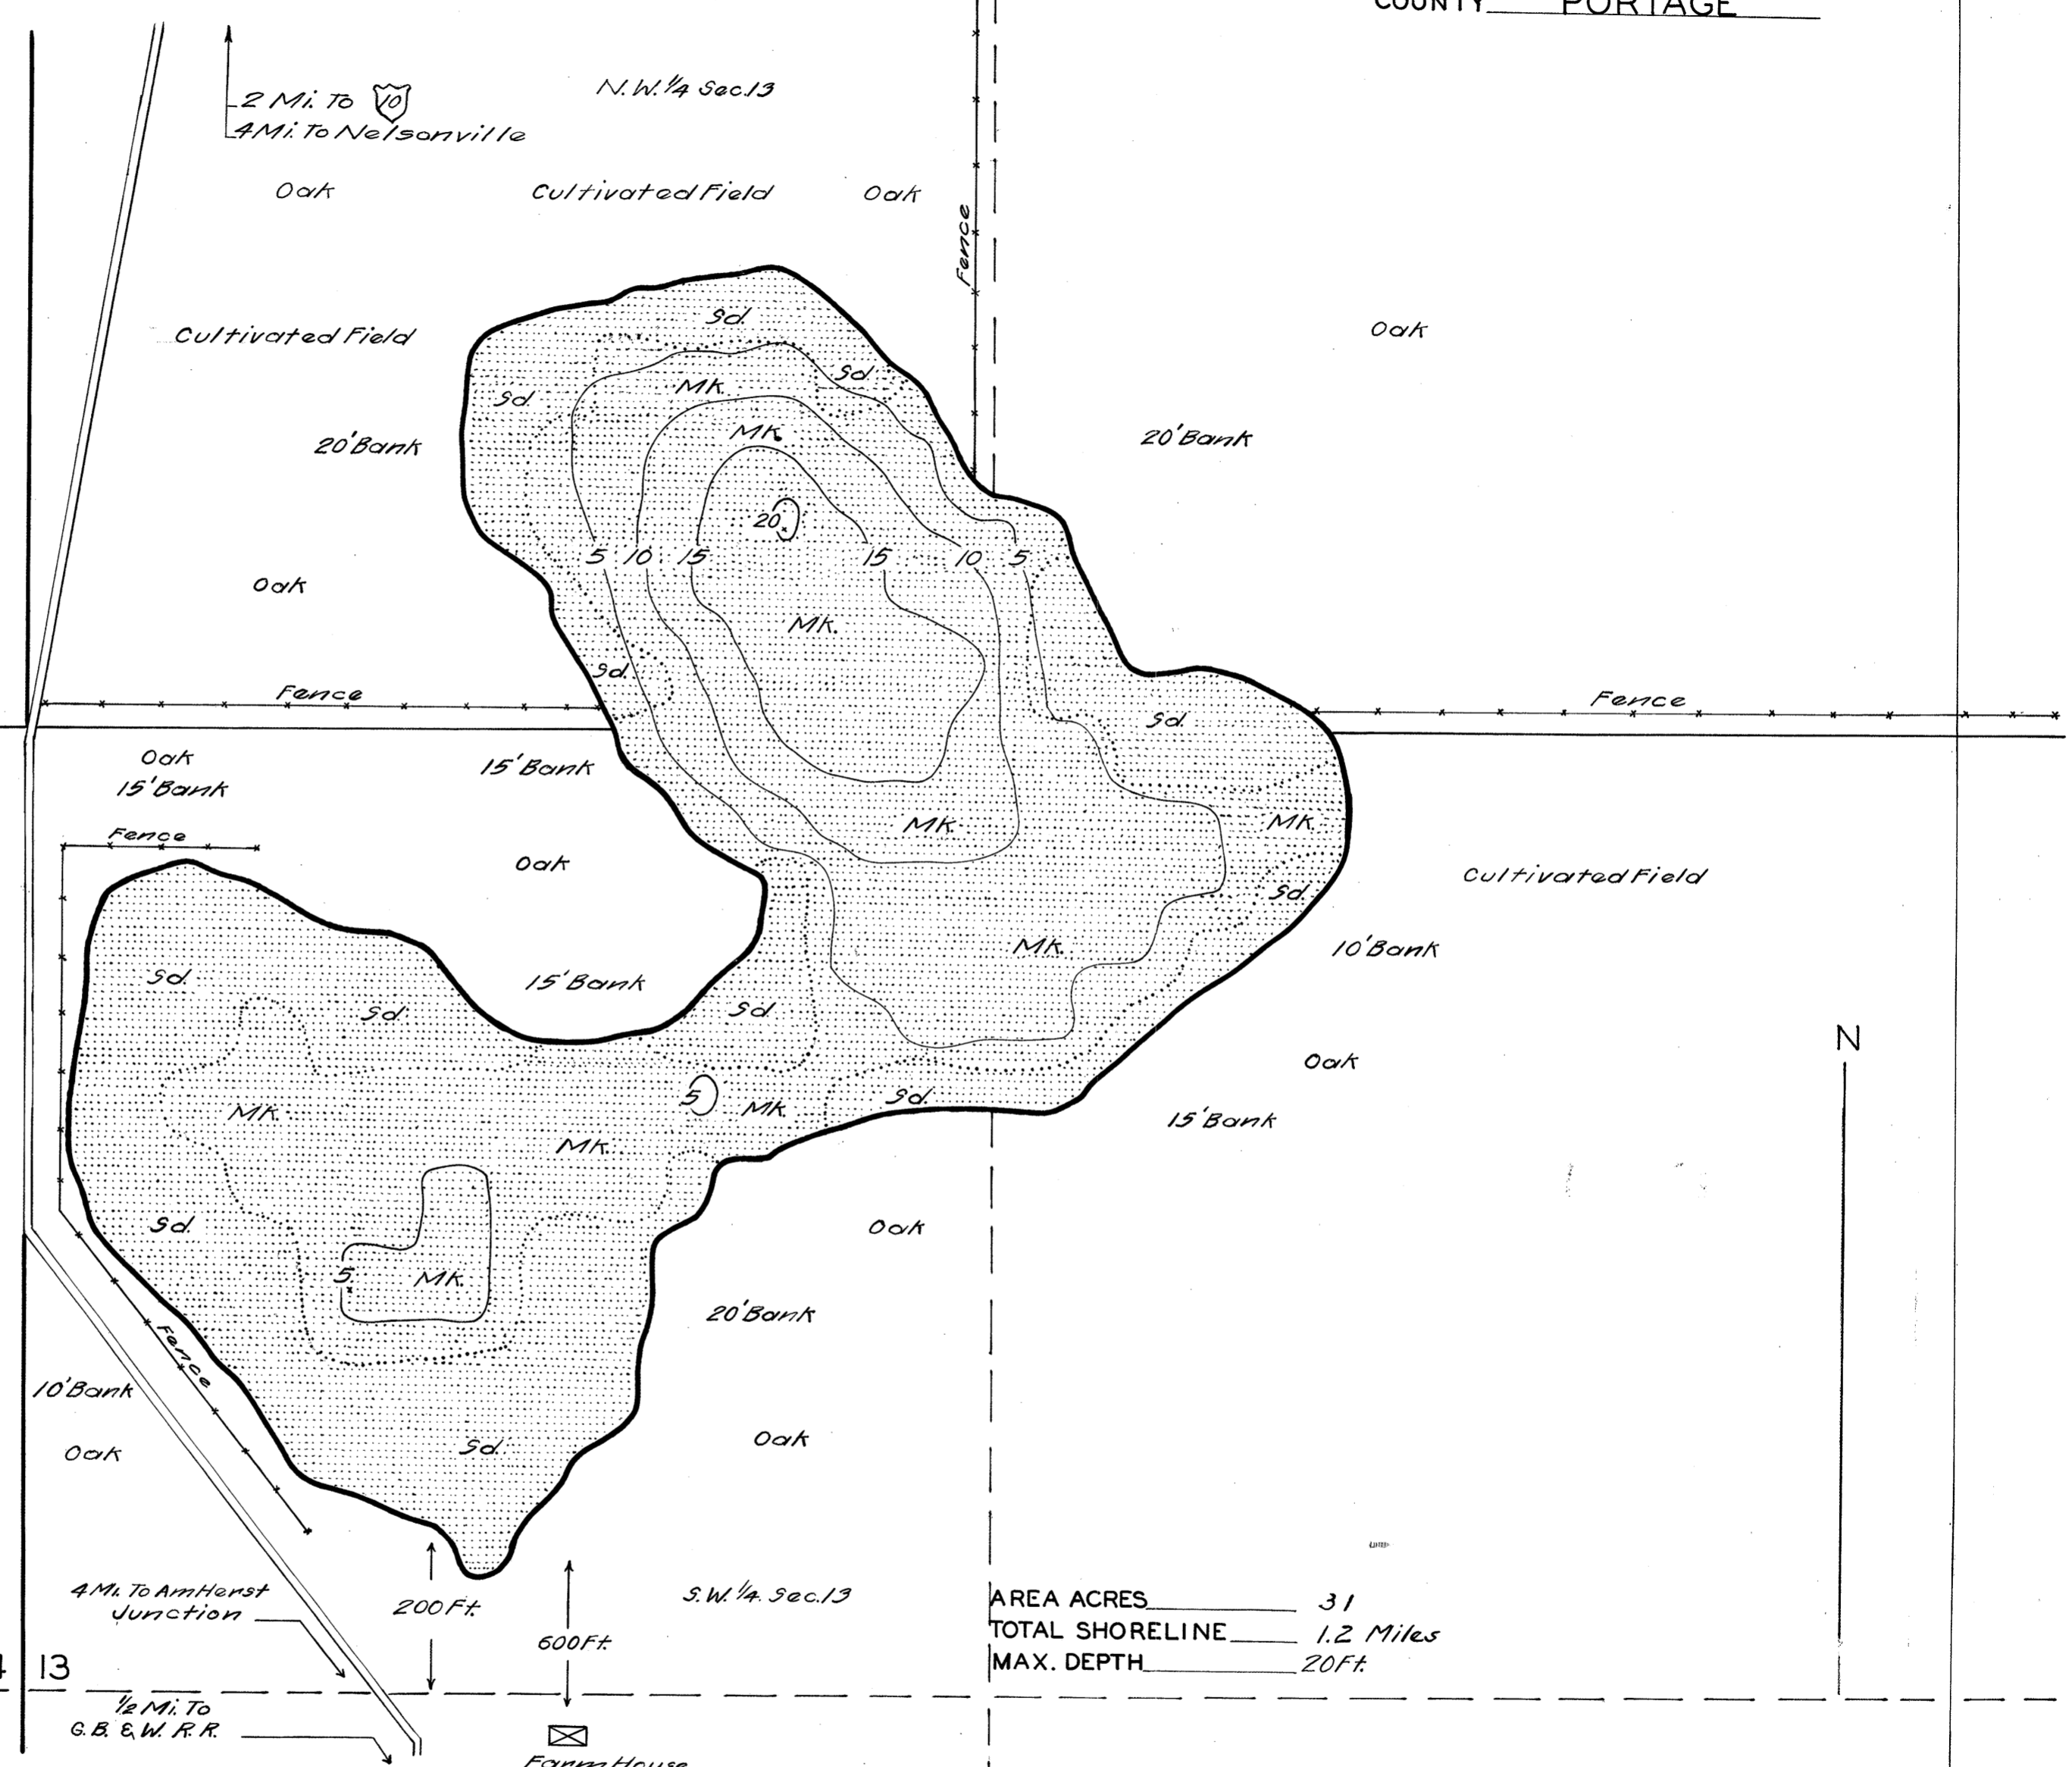 COUNTY PORTAGE
2 Mi. To 10
4 Mi. To Nelsonville
N.W. 1/4 Sec. 13
Oak
Cultivated Field
Oak
Fence
Sd.
Cultivated Field
Oak
Sd.
Mk.
Sd.
20' Bank
Mk.
20' Bank
20
5 10 15 15 10 5
Oak
Mk.
Sd.
Fence
Fence
Sd.
Oak
15' Bank
15' Bank
Fence
Mk.
Mk.
Oak
Cultivated Field
Sd.
Mk.
10' Bank
Sd.
15' Bank
Sd.
Sd.
N
Oak
5
Mk.
Mk.
Sd.
15' Bank
Mk.
Sd.
Oak
5
Mk.
20' Bank
Fence
10' Bank
Oak
Sd.
Oak
4 Mi. To AmHerst
Junction
200 Ft.
S.W. 1/4. Sec. 13
600 Ft.
AREA ACRES 31
TOTAL SHORELINE 1.2 Miles
MAX. DEPTH 20 Ft.
13
1/2 Mi. To
G.B. & W. R.R.
Farm House